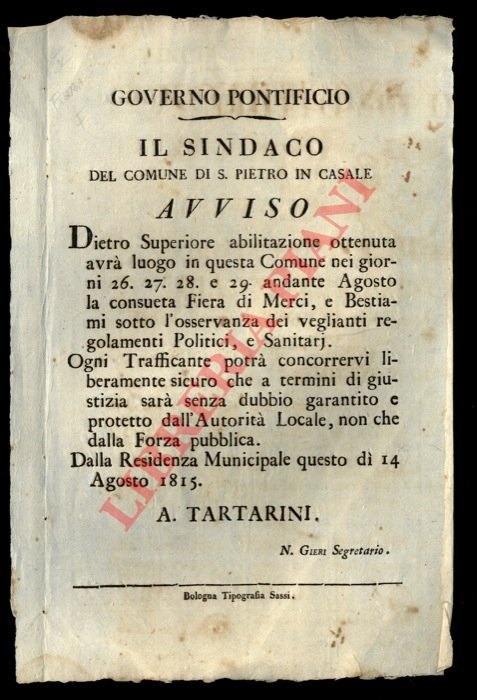 GOVERNO PONTIFICIO
IL SINDACO
DEL COMUNE DI S. PIETRO IN CASALE
AVVISO
Dietro Superiore abilitazione ottenuta
avrà luogo in questa Comune nei gior-
ni 26. 27. 28. e 29. andante Agosto
la consueta Fiera di Merci, e Bestia-
mi sotto l'osservanza dei veglianti re-
golamenti Politici, e Sanitarj.
Ogni Trafficante potrà concorrervi li-
beramente sicuro che a termini di giu-
stizia sarà senza dubbio garantito e
protetto dall'Autorità Locale, non che
dalla Forza pubblica.
Dalla Residenza Municipale questo dì 14
Agosto 1815.
A. TARTARINI.
N. GIERI Segretario.
Bologna Tipografia Sassi.
LIBRERIA PIANI